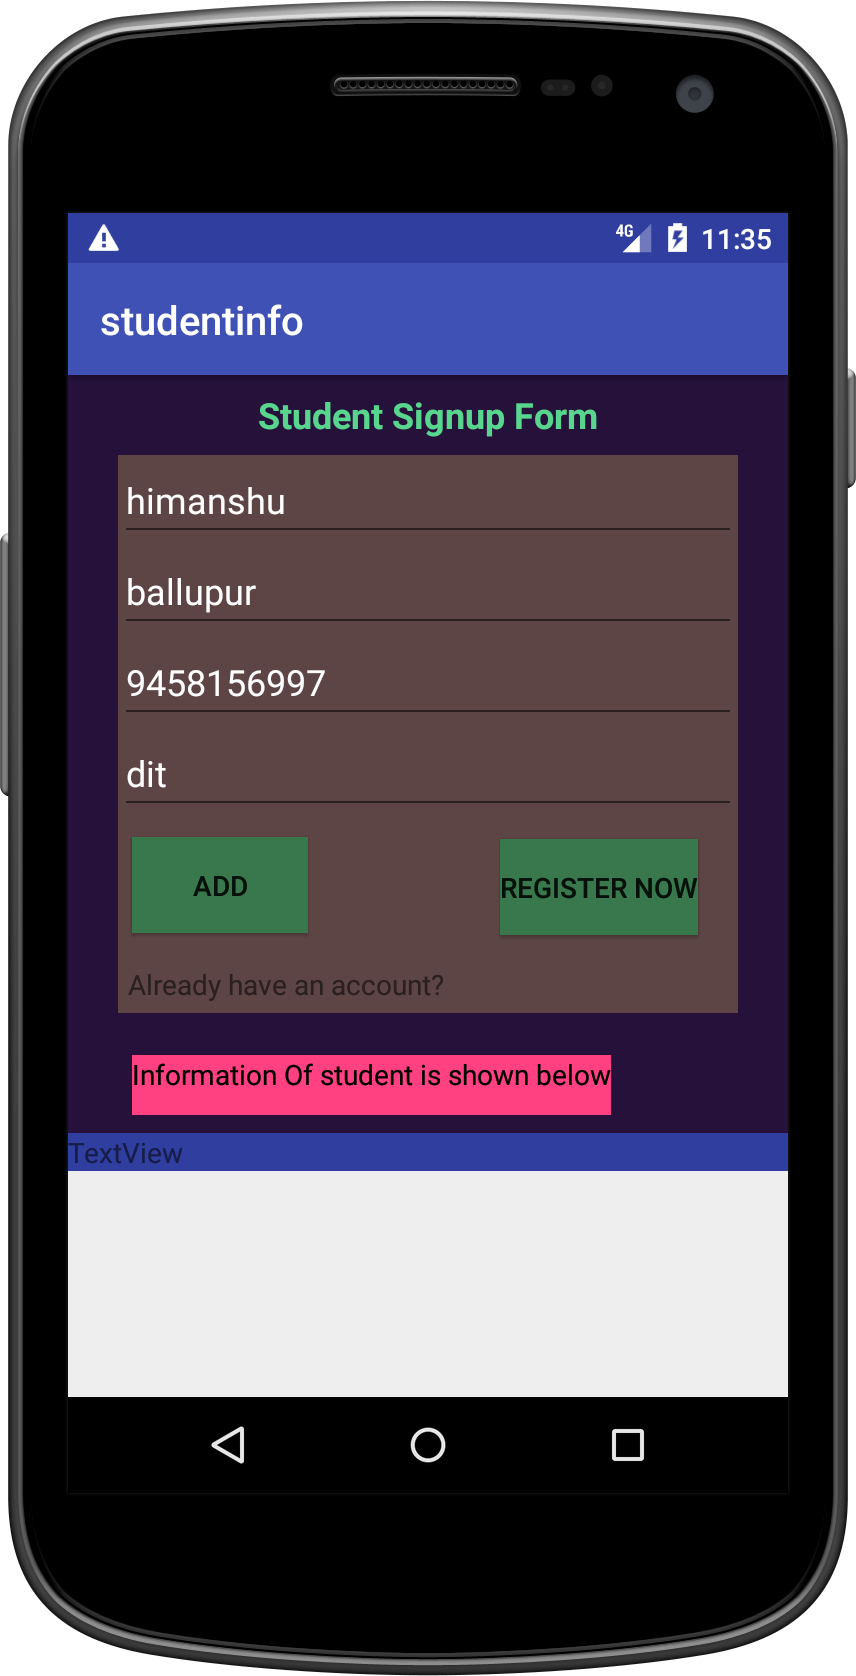 4G 11:35
studentinfo
Student Signup Form
himanshu
ballupur
9458156997
dit
ADD REGISTER NOW
Already have an account?
Information Of student is shown below
TextView